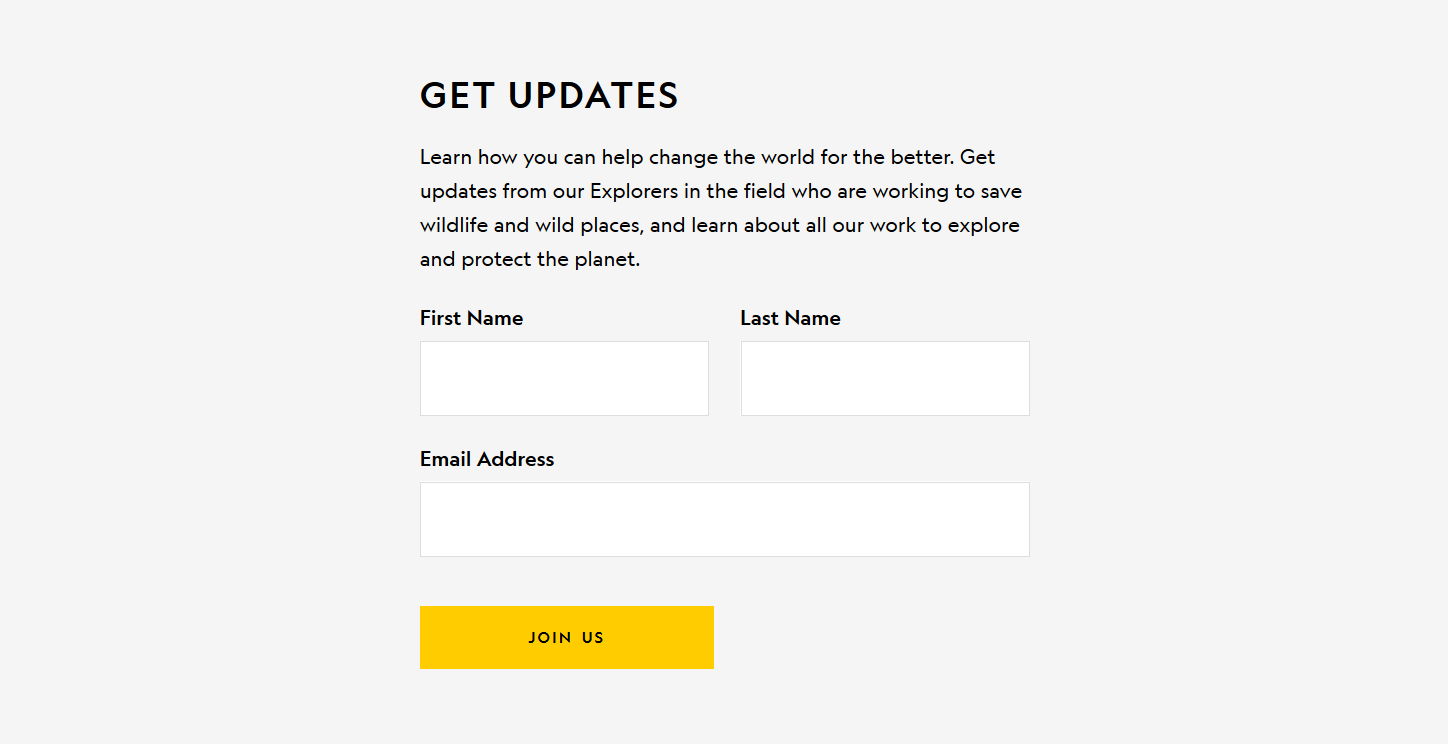 GET UPDATES
Learn how you can help change the world for the better. Get
updates from our Explorers in the field who are working to save
wildlife and wild places, and learn about all our work to explore
and protect the planet.
First Name
Last Name
Email Address
JOIN US